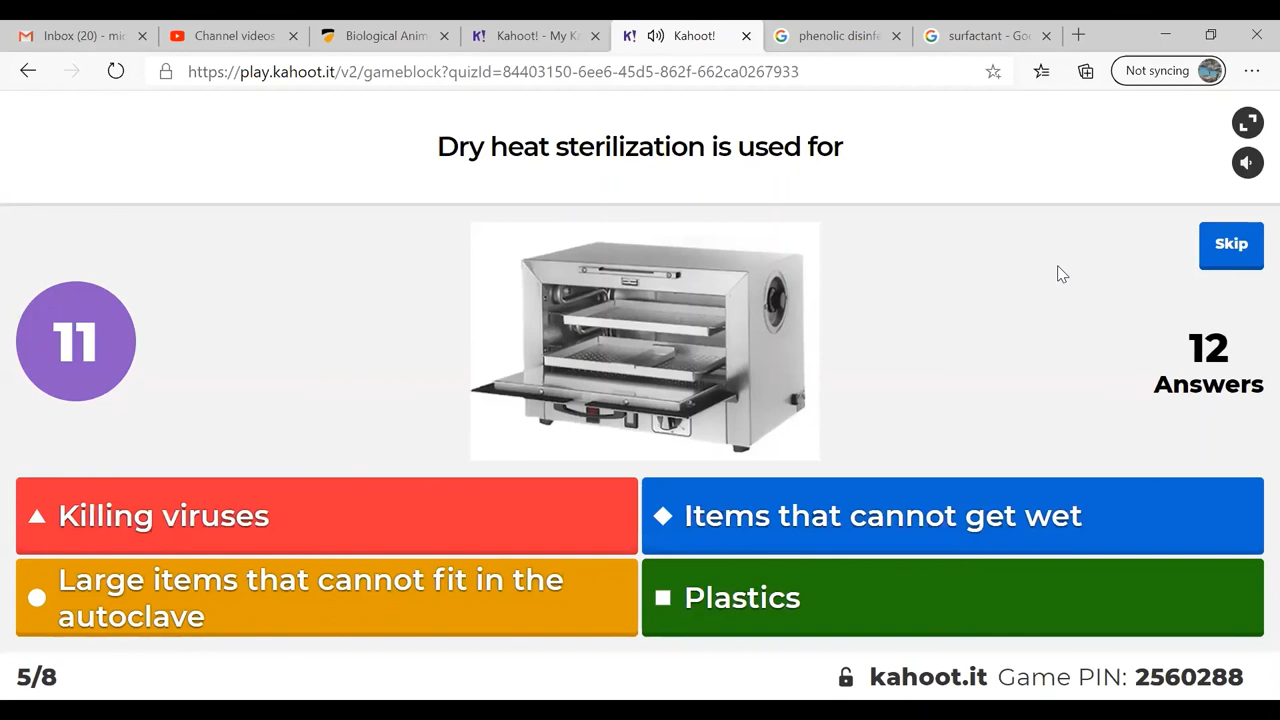 Inbox (20) - mic
Channel videos
Biological Anim
K! Kahoot! - My K
K! Kahoot!
phenolic disinfe
surfactant - Goo
https://play.kahoot.it/v2/gameblock?quizId=84403150-6ee6-45d5-862f-662ca0267933
Not syncing
Dry heat sterilization is used for
Skip
11
12
Answers
Killing viruses
Items that cannot get wet
Large items that cannot fit in the
autoclave
Plastics
5/8
kahoot.it Game PIN: 2560288